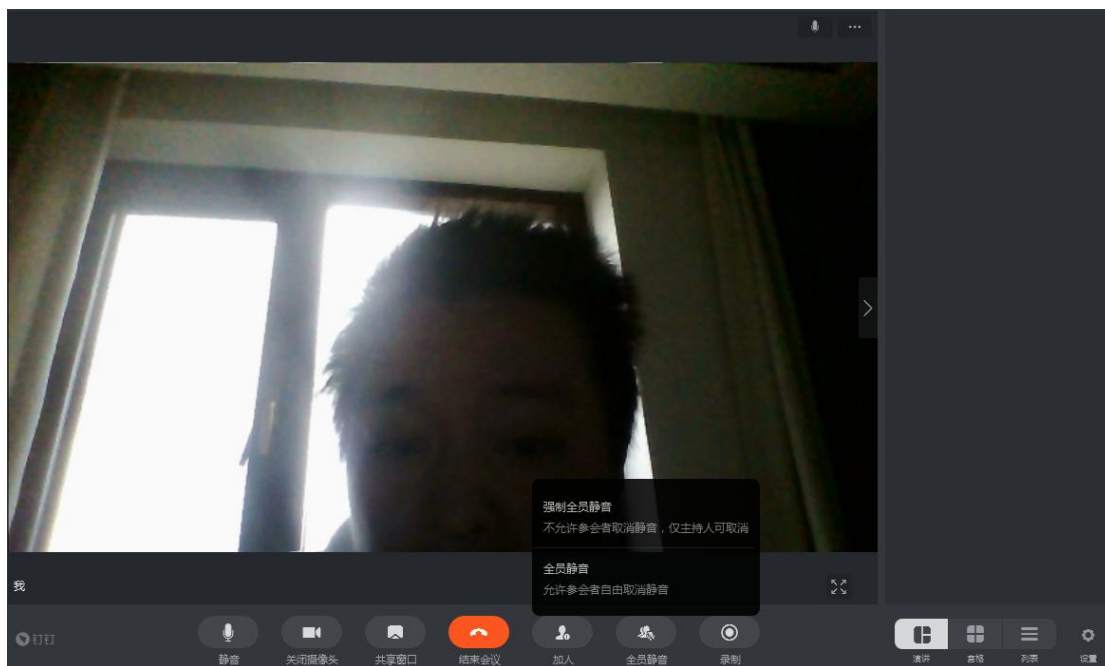 强制全员静音
不允许参会者取消静音，仅主持人可取消
全员静音
允许参会者自由取消静音
我
钉钉
静音
关闭摄像头
共享窗口
结束会议
加人
全员静音
录制
演讲
宫格
列表
设置